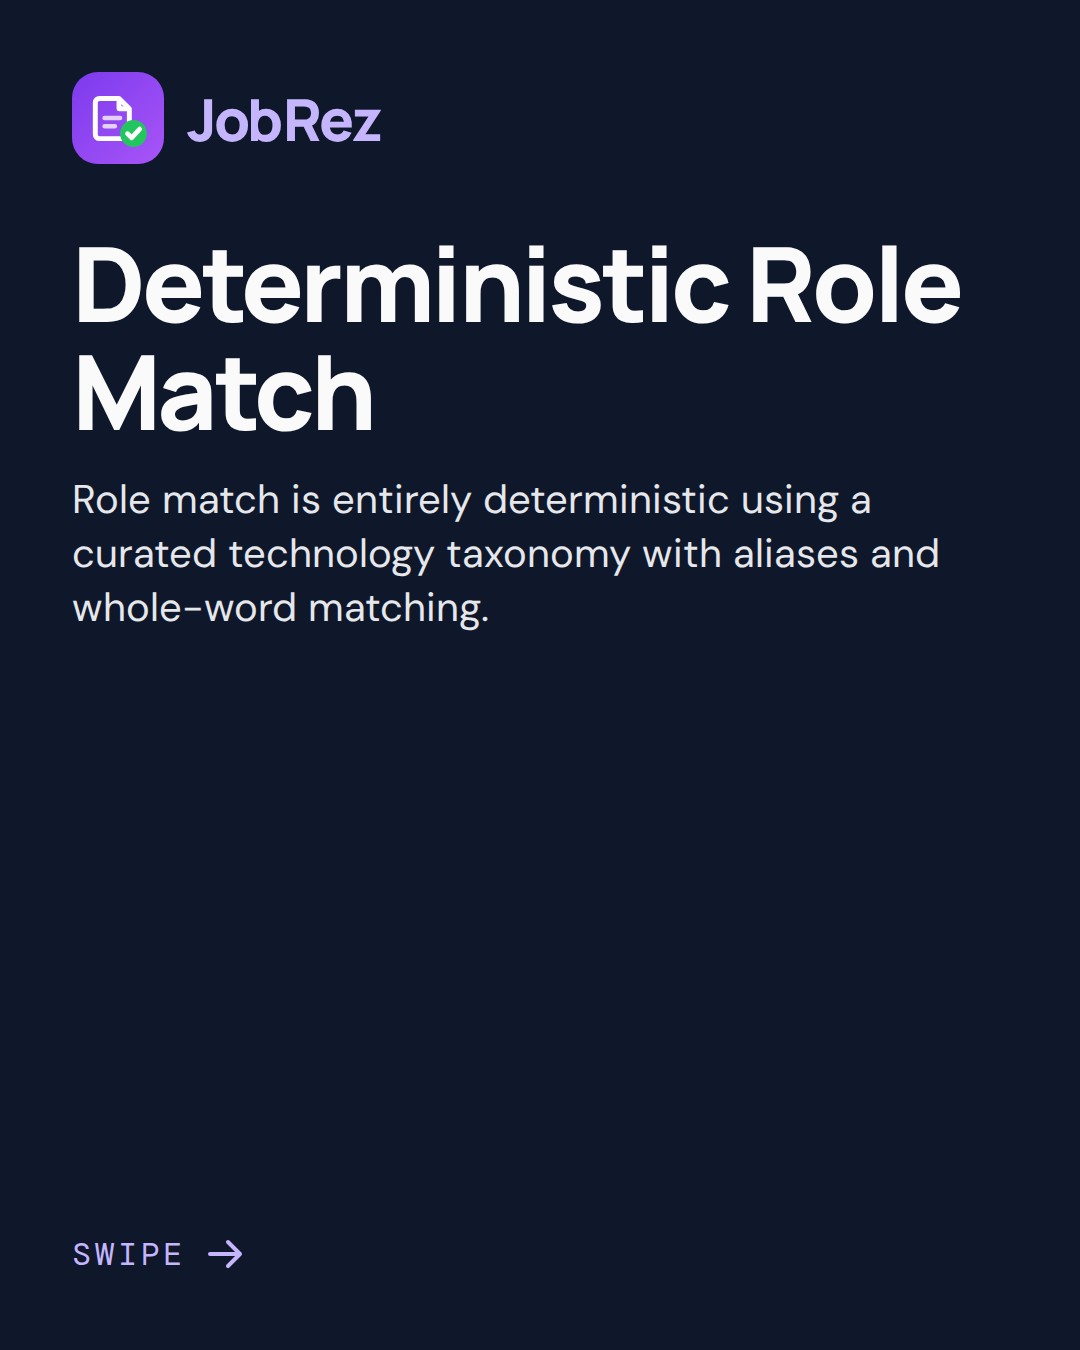 JobRez
Deterministic Role
Match
Role match is entirely deterministic using a
curated technology taxonomy with aliases and
whole-word matching.
SWIPE →